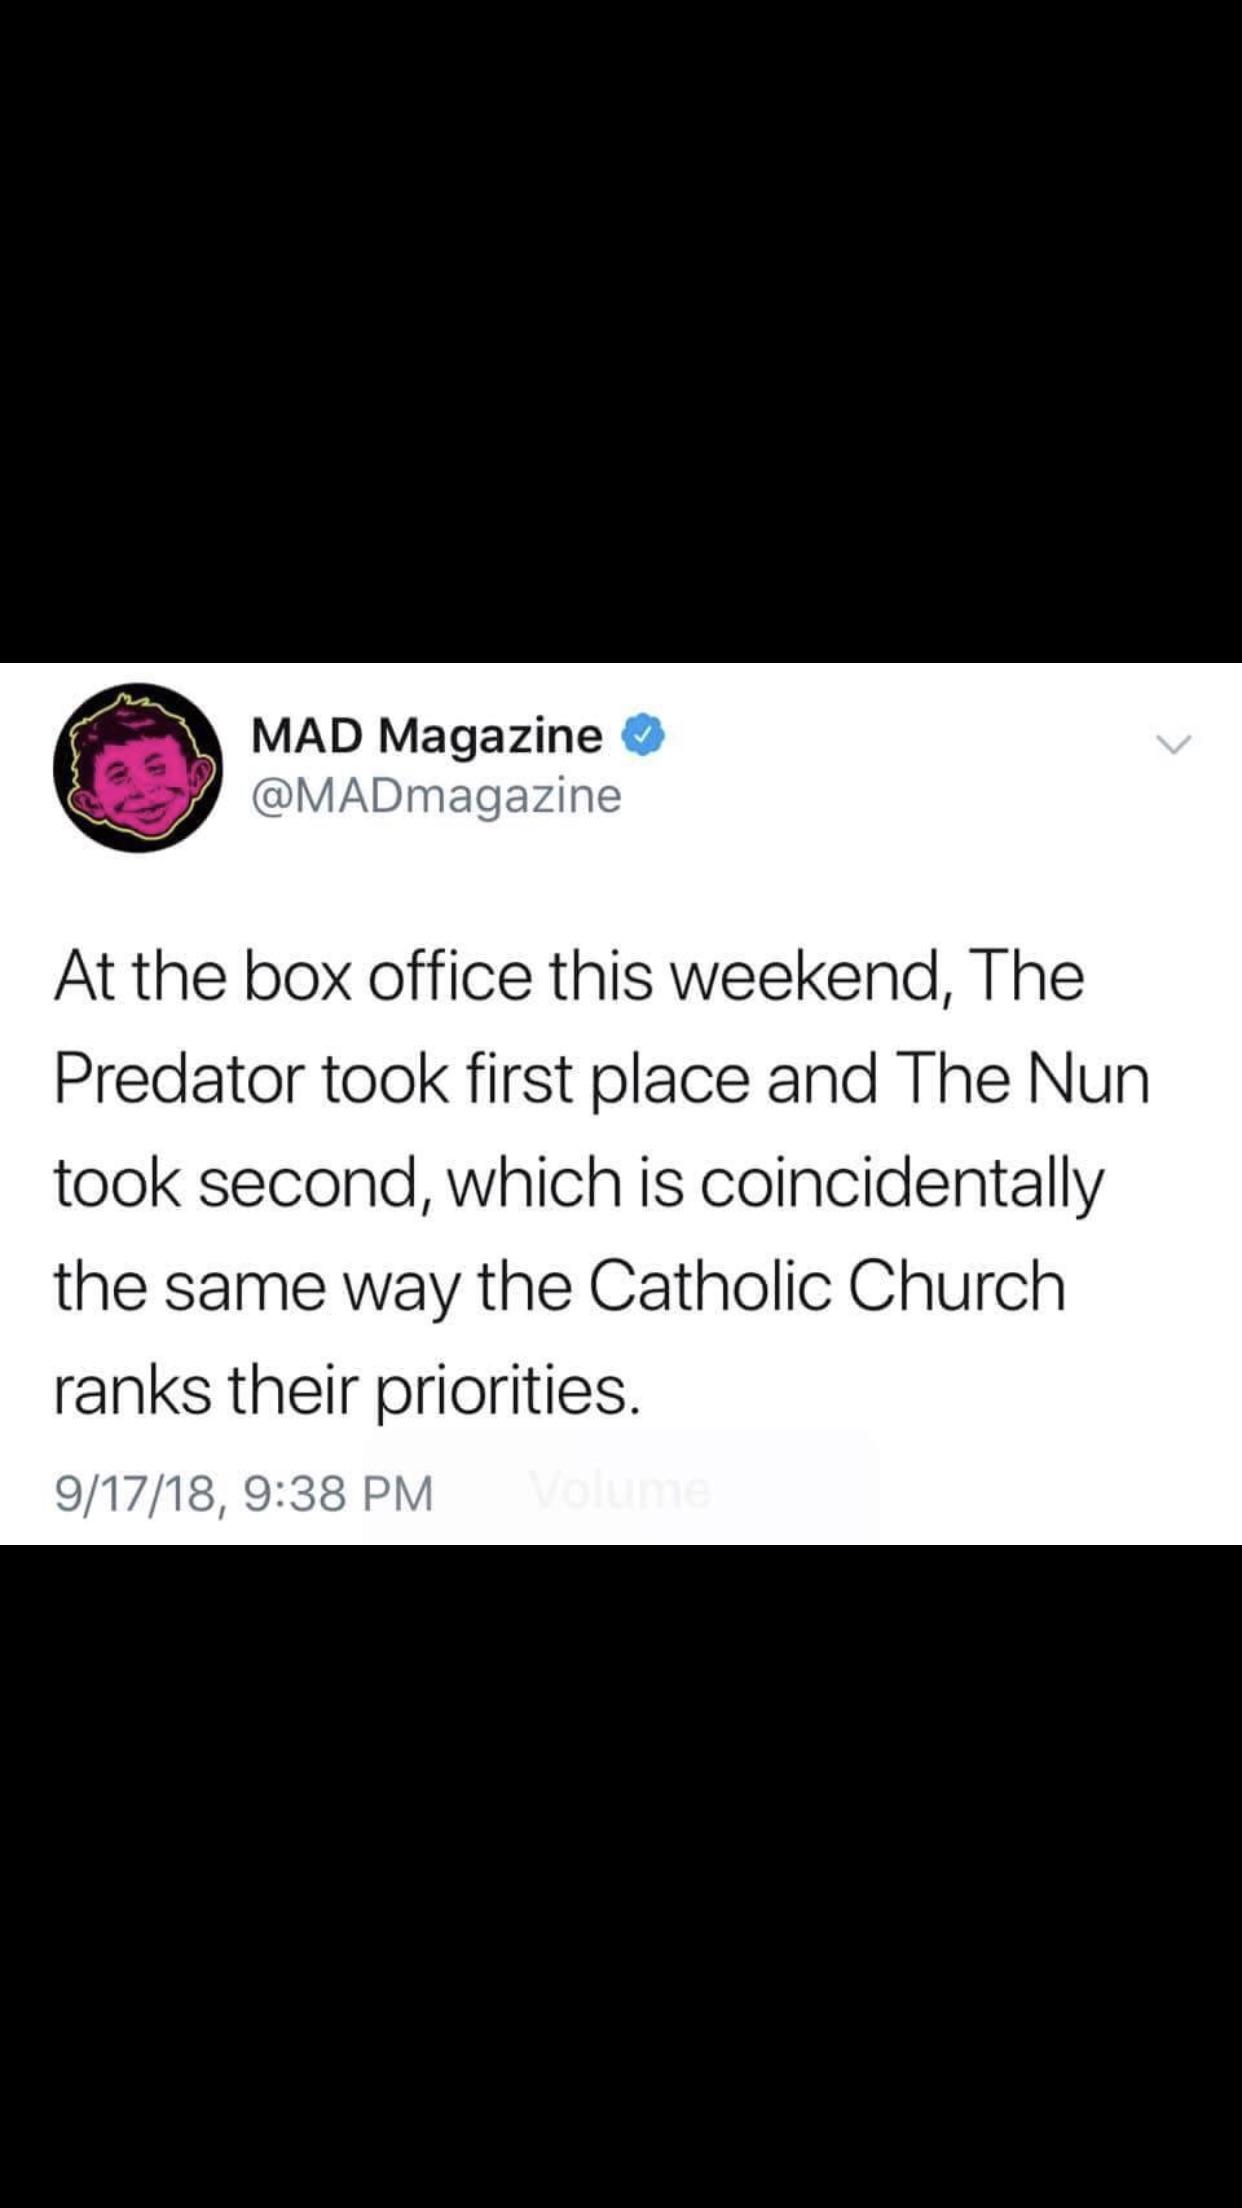 MAD Magazine
@MADmagazine
At the box office this weekend, The
Predator took first place and The Nun
took second, which is coincidentally
the same way the Catholic Church
ranks their priorities.
9/17/18, 9:38 PM
Volume